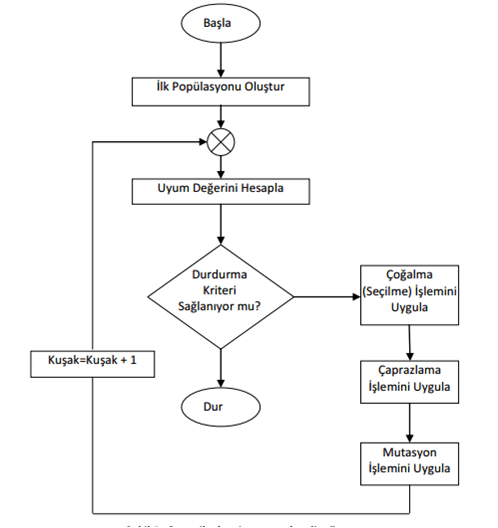 Başla
İlk Popülasyonu Oluştur
Uyum Değerini Hesapla
Durdurma
Kriteri
Sağlanıyor mu?
Çoğalma
(Seçilme) İşlemini
Uygula
Kuşak=Kuşak + 1
Çaprazlama
İşlemini Uygula
Dur
Mutasyon
İşlemini Uygula